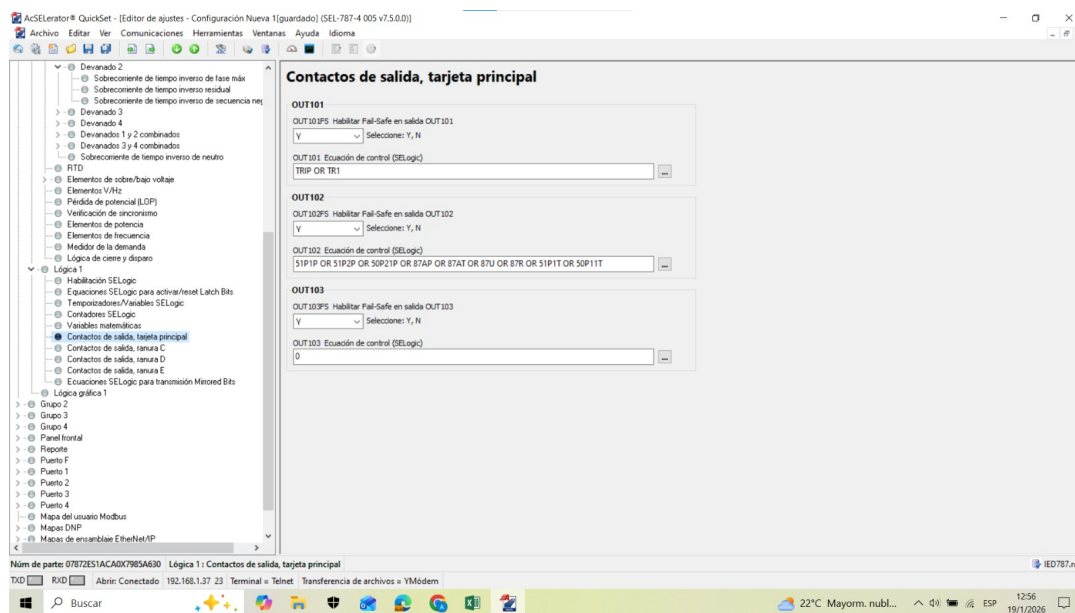 AcSELerator® QuickSet - [Editor de ajustes - Configuración Nueva 1[guardado] (SEL-787-4 005 v7.5.0.0)]
Archivo Editar Ver Comunicaciones Herramientas Ventanas Ayuda Idioma
Devanado 2
Sobrecorriente de tiempo inverso de fase máx
Sobrecorriente de tiempo inverso residual
Sobrecorriente de tiempo inverso de secuencia neg
Devanado 3
Devanado 4
Devanados 1 y 2 combinados
Devanados 3 y 4 combinados
Sobrecorriente de tiempo inverso de neutro
RTD
Elementos de sobre/bajo voltaje
Elementos V/Hz
Pérdida de potencial (LOP)
Verificación de sincronismo
Elementos de potencia
Elementos de frecuencia
Medidor de la demanda
Lógica de cierre y disparo
Lógica 1
Habilitación SELogic
Equaciones SELogic para activar/reset Latch Bits
Temporizadores/Variables SELogic
Contadores SELogic
Variables matemáticas
Contactos de salida, tarjeta principal
Contactos de salida, ranura C
Contactos de salida, ranura D
Contactos de salida, ranura E
Ecuaciones SELogic para transmisión Mirrored Bits
Lógica gráfica 1
Grupo 2
Grupo 3
Grupo 4
Panel frontal
Reporte
Puerto F
Puerto 1
Puerto 2
Puerto 3
Puerto 4
Mapa del usuario Modbus
Mapas DNP
Mapas de ensamblaje EtherNet/IP
Contactos de salida, tarjeta principal
OUT101
OUT101FS Habilitar Fail-Safe en salida OUT101
Y Seleccione: Y, N
OUT101 Ecuación de control (SELogic)
TRIP OR TR1
...
OUT102
OUT102FS Habilitar Fail-Safe en salida OUT102
Y Seleccione: Y, N
OUT102 Ecuación de control (SELogic)
51P1P OR 51P2P OR 50P21P OR 87AP OR 87AT OR 87U OR 87R OR 51P1T OR 50P11T
...
OUT103
OUT103FS Habilitar Fail-Safe en salida OUT103
Y Seleccione: Y, N
OUT103 Ecuación de control (SELogic)
0
...
Núm de parte: 07872ES1ACA0X7985A630 Lógica 1 : Contactos de salida, tarjeta principal
IED787.r
TXD RXD Abrir: Conectado 192.168.1.37 23 Terminal = Telnet Transferencia de archivos = YMódem
Buscar
22°C Mayorm. nubl...
ESP
12:56
19/1/2026